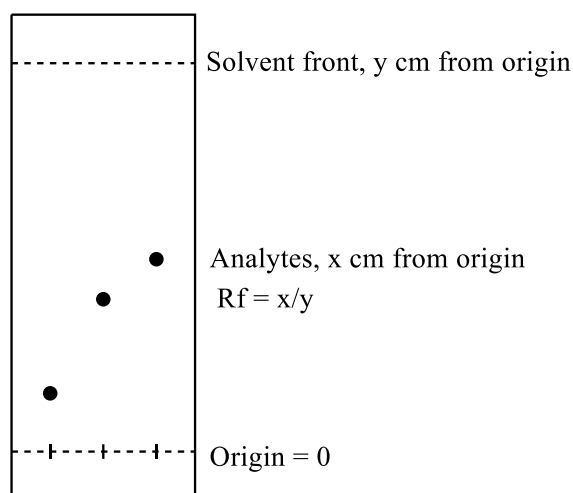 Solvent front, y cm from origin
Analytes, x cm from origin
Rf = x/y
Origin = 0